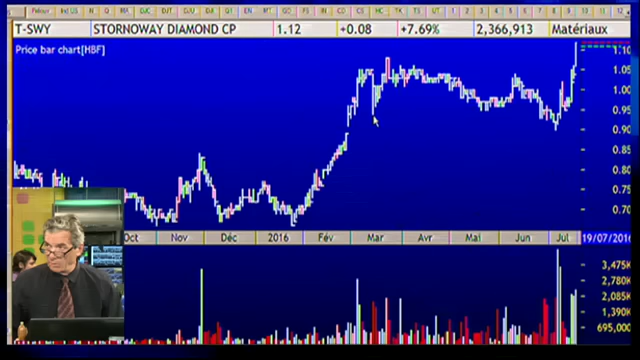 T-SWY STORNOWAY DIAMOND CP 1.12 +0.08 +7.69% 2,366,913 Matériaux
Price bar chart[HBF]
1.10
1.05
1.00
0.95
0.90
0.85
0.80
0.75
0.70
Oct Nov Déc 2016 Fév Mar Avr Mai Jun Jul 19/07/2016
3,475K
2,780K
2,085K
1,390K
695,000